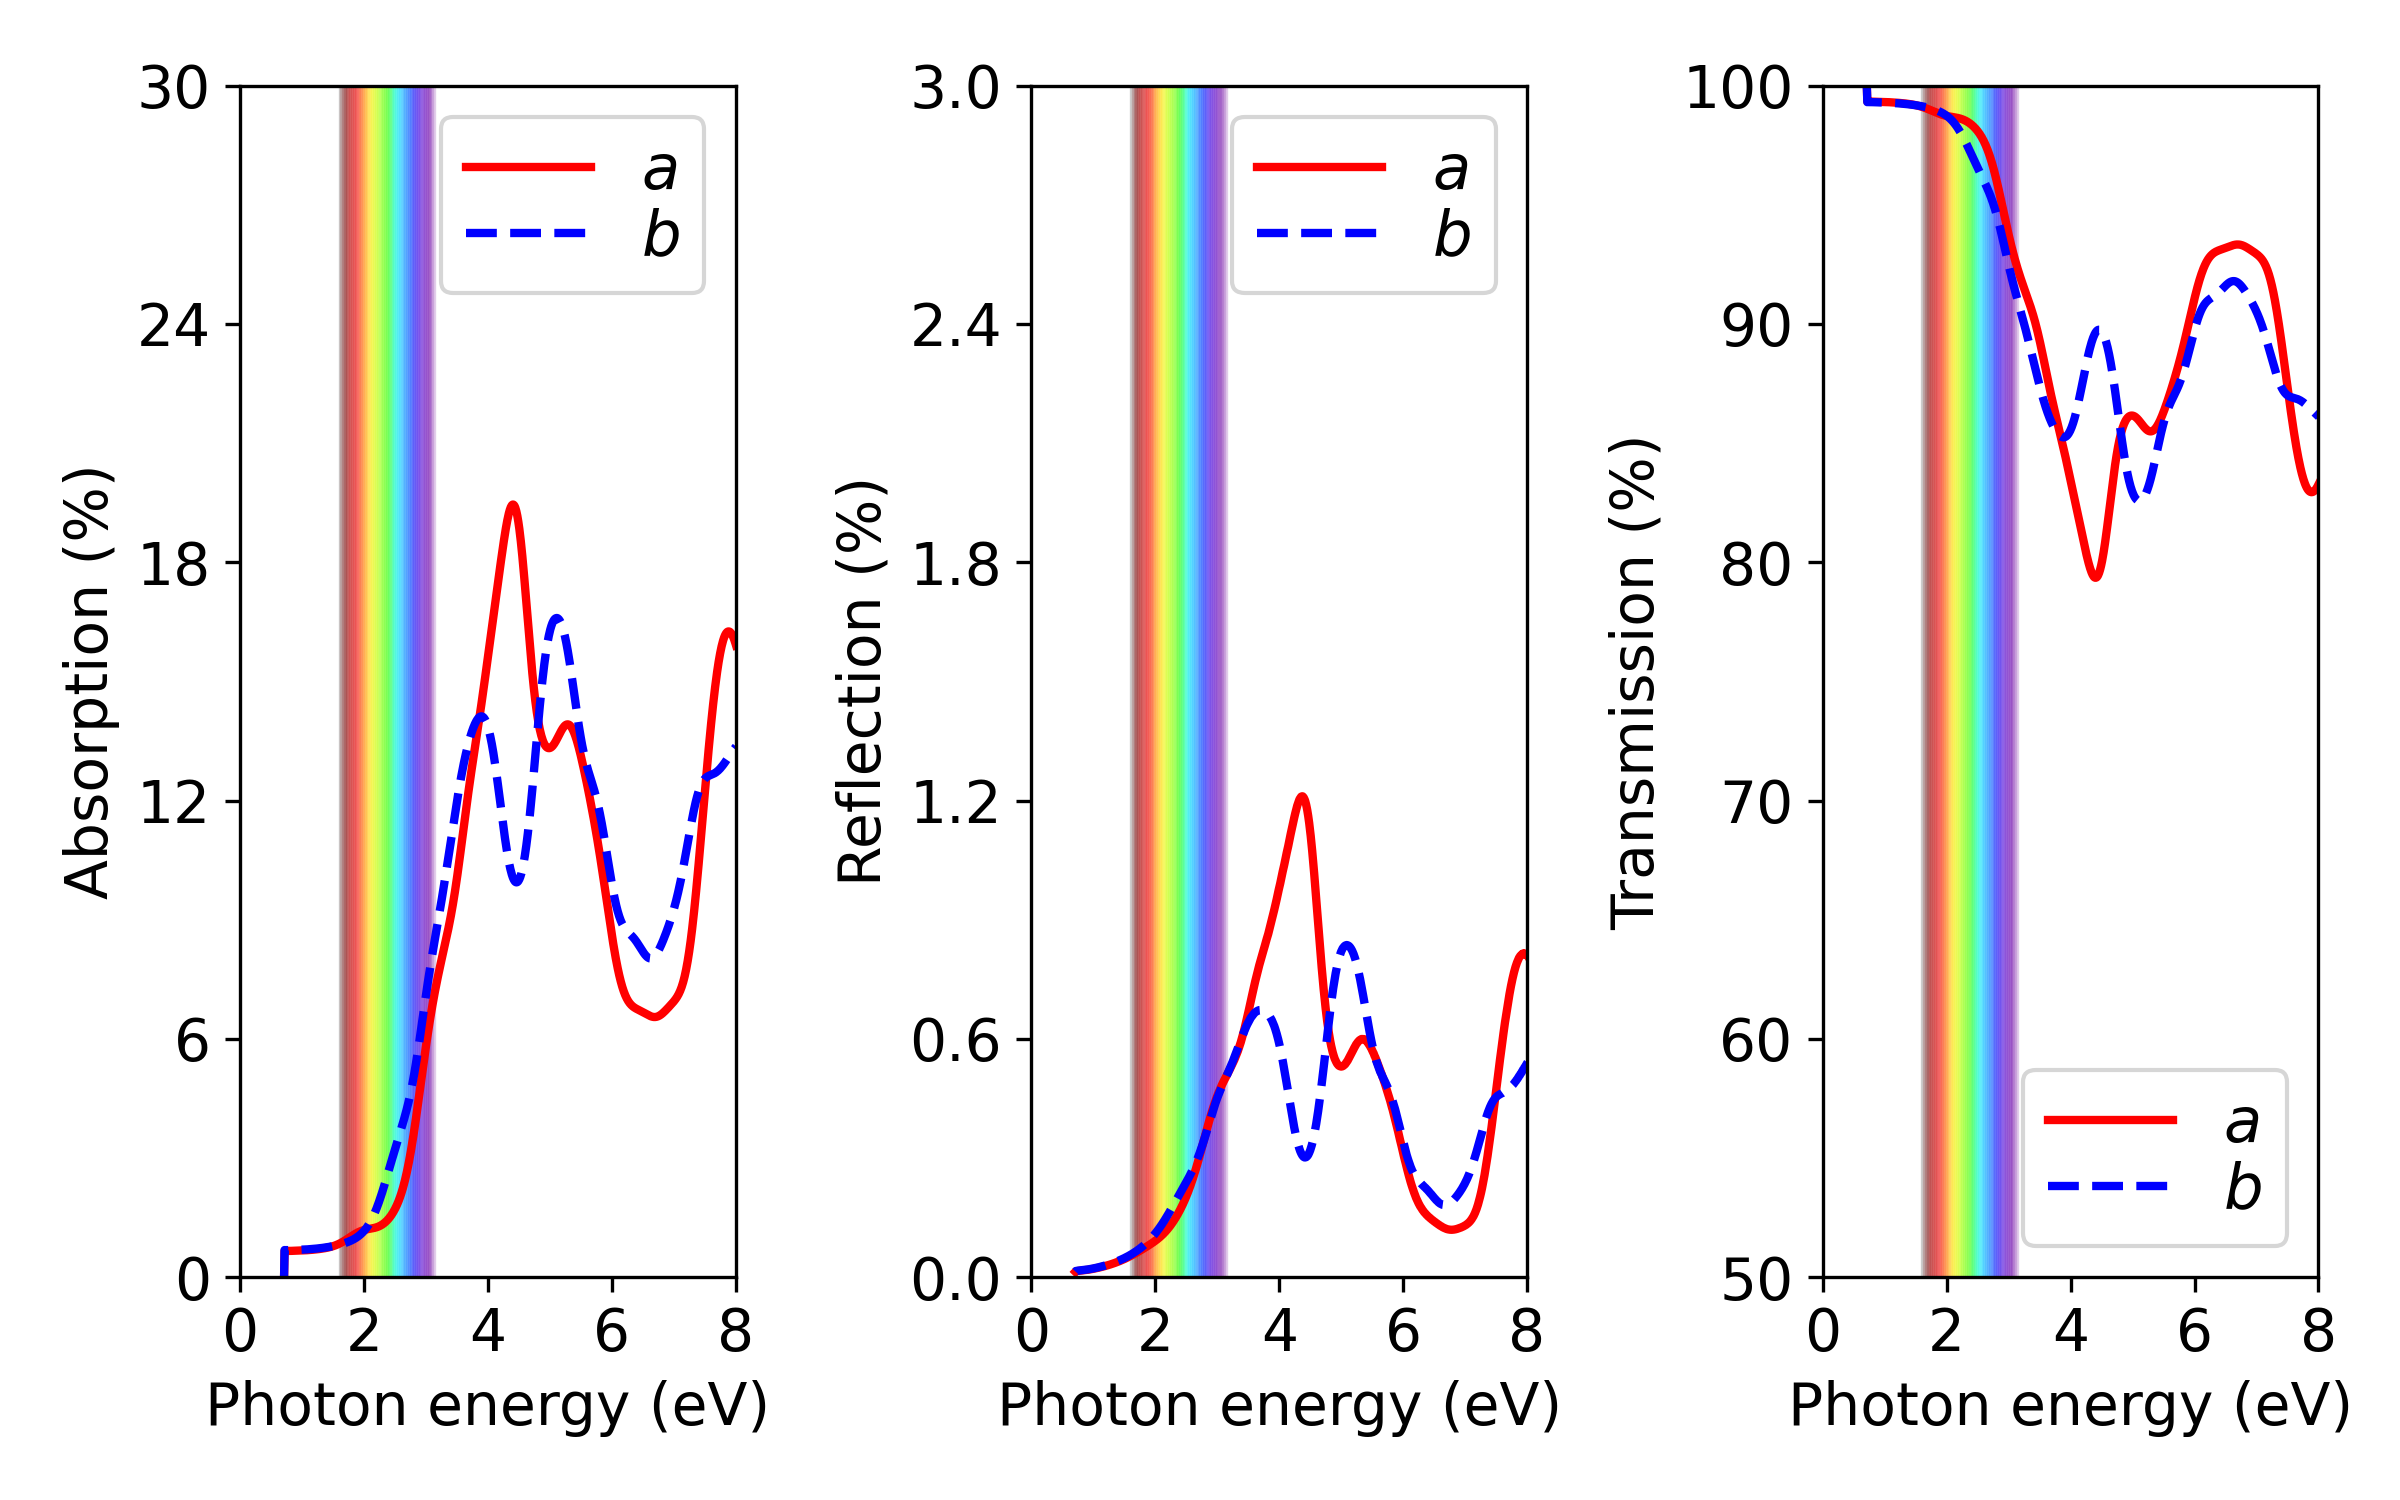 Absorption (%)
30
24
18
12
6
0
0 2 4 6 8
Photon energy (eV)
a
b
Reflection (%)
3.0
2.4
1.8
1.2
0.6
0.0
0 2 4 6 8
Photon energy (eV)
a
b
Transmission (%)
100
90
80
70
60
50
0 2 4 6 8
Photon energy (eV)
a
b